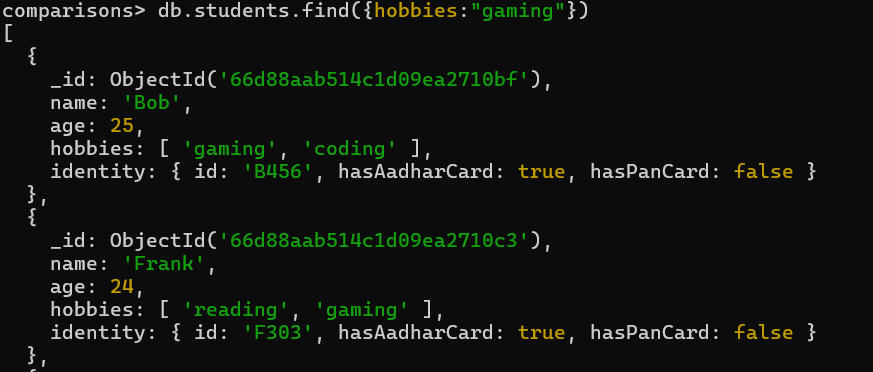 comparisons> db.students.find({hobbies:"gaming"})
[
  {
    _id: ObjectId('66d88aab514c1d09ea2710bf'),
    name: 'Bob',
    age: 25,
    hobbies: [ 'gaming', 'coding' ],
    identity: { id: 'B456', hasAadharCard: true, hasPanCard: false }
  },
  {
    _id: ObjectId('66d88aab514c1d09ea2710c3'),
    name: 'Frank',
    age: 24,
    hobbies: [ 'reading', 'gaming' ],
    identity: { id: 'F303', hasAadharCard: true, hasPanCard: false }
  },